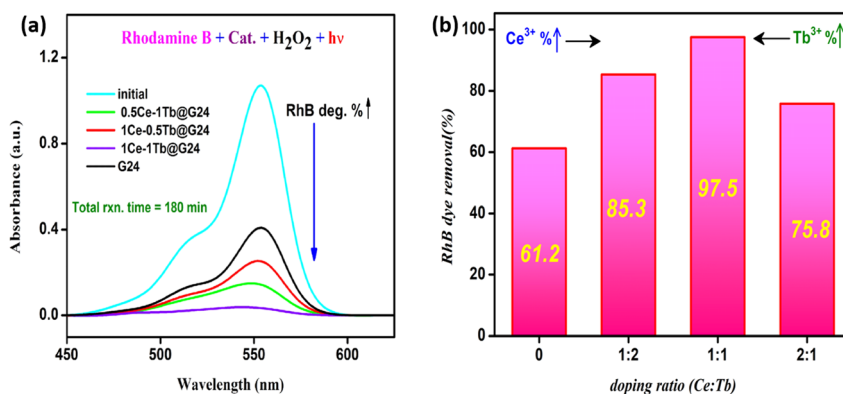 (a)
Rhodamine B + Cat. + H₂O₂ + hν
initial
0.5Ce-1Tb@G24
1Ce-0.5Tb@G24
1Ce-1Tb@G24
G24
RhB deg. %↑
Total rxn. time = 180 min
Absorbance (a.u.)
1.2
0.8
0.4
0.0
450 500 550 600
Wavelength (nm)
(b)
Ce³⁺ %↑ → ← Tb³⁺ %↑
RhB dye removal(%)
100
80
60
40
20
0
61.2
85.3
97.5
75.8
0 1:2 1:1 2:1
doping ratio (Ce:Tb)